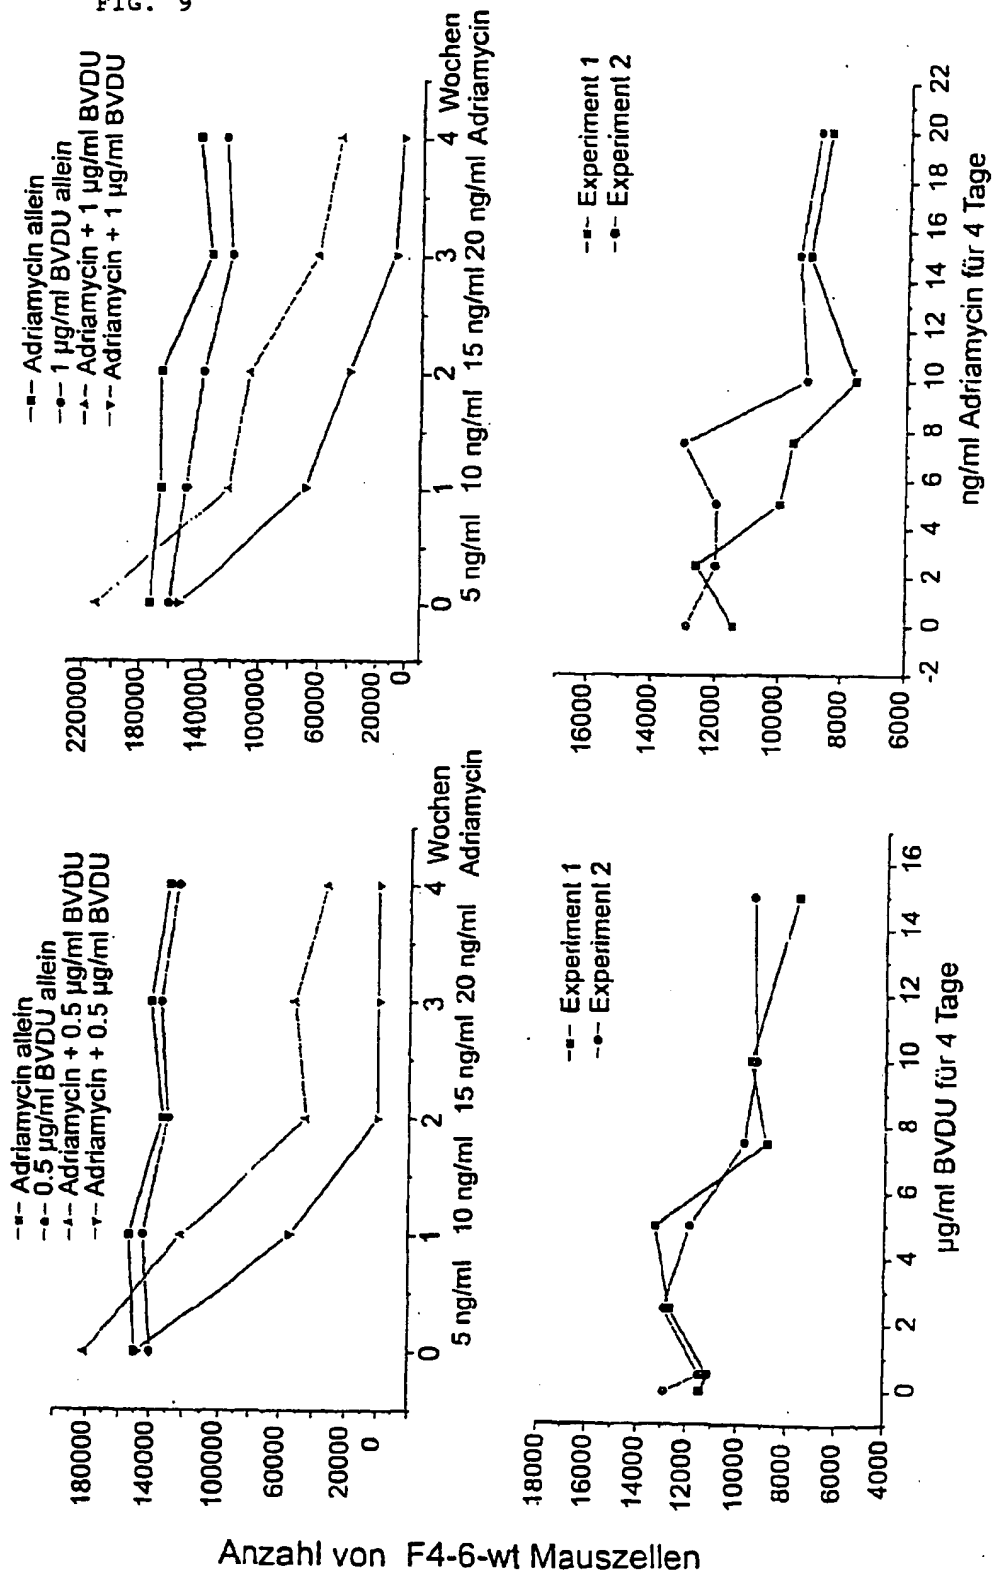 FIG. 9
Anzahl von F4-6-wt Mauszellen
Adriamycin allein
0.5 µg/ml BVDU allein
Adriamycin + 0.5 µg/ml BVDU
Adriamycin + 0.5 µg/ml BVDU
180000
140000
100000
60000
20000
0
0 1 2 3 4 Wochen
5 ng/ml 10 ng/ml 15 ng/ml 20 ng/ml Adriamycin
Adriamycin allein
1 µg/ml BVDU allein
Adriamycin + 1 µg/ml BVDU
Adriamycin + 1 µg/ml BVDU
220000
180000
140000
100000
60000
20000
0
0 1 2 3 4 Wochen
5 ng/ml 10 ng/ml 15 ng/ml 20 ng/ml Adriamycin
Experiment 1
Experiment 2
18000
16000
14000
12000
10000
8000
6000
4000
0 2 4 6 8 10 12 14 16
µg/ml BVDU für 4 Tage
Experiment 1
Experiment 2
16000
14000
12000
10000
8000
6000
-2 0 2 4 6 8 10 12 14 16 18 20 22
ng/ml Adriamycin für 4 Tage